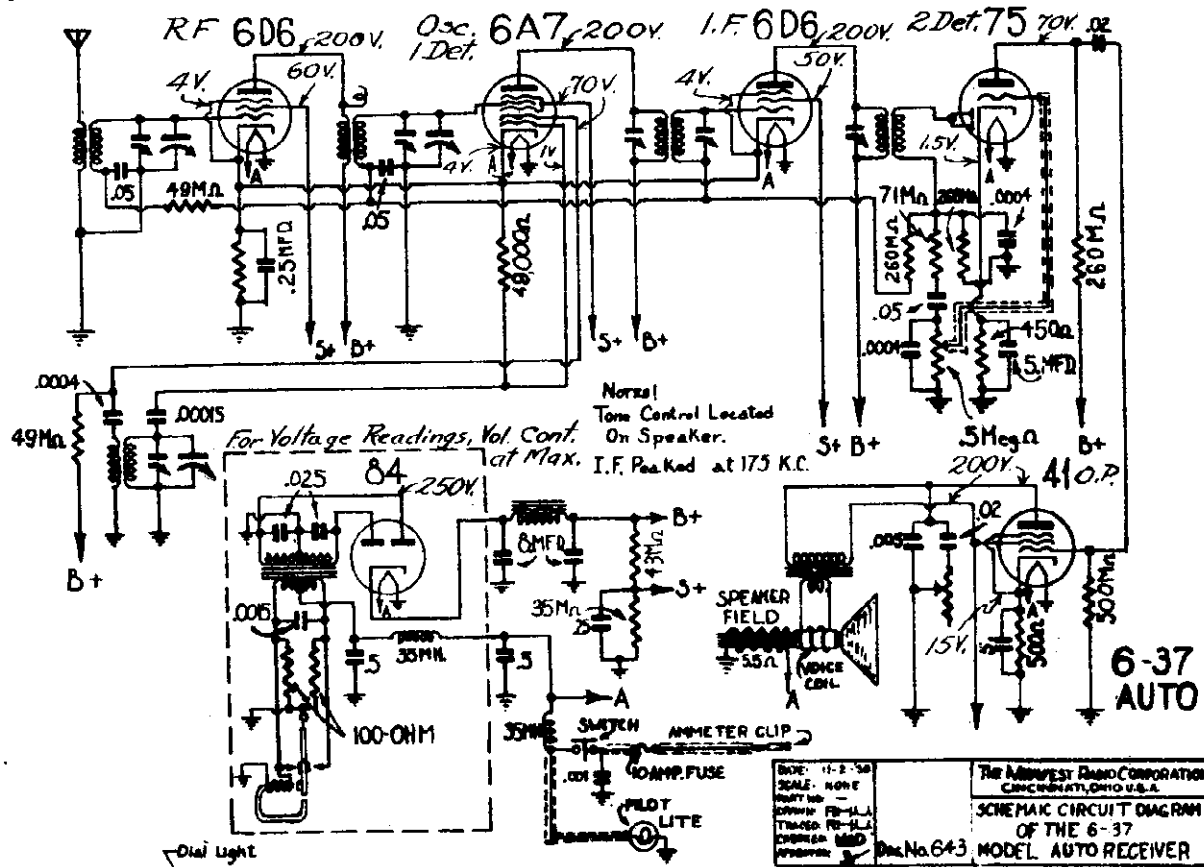 RF 6D6 200V.
Osc. 1 Det. 6A7 200V.
I.F. 6D6 200V.
2 Det. 75 70V.
.02
4V.
60V.
70V.
4V.
50V.
4V.
1V.
1.5V.
A
A
A
A
.05
49MΩ
.05
.25MFD
49,000Ω
71MΩ
260MΩ
.0004
260MΩ
.05
.0004
450Ω
.5MFD
260MΩ
.5 Meg.Ω
S+
B+
S+
B+
S+
B+
B+
.0004
.00015
49MΩ
B+
For Voltage Readings, Vol. Cont. at Max.
Tone Control Located
On Speaker.
I.F. Peaked at 175 K.C.
84
250V.
.025
8MFD
B+
43MΩ
S+
35MΩ
.25
A
.0015
.5
35MH.
.5
A
100-OHM
35MH
SWITCH
AMMETER CLIP
.001
10 AMP. FUSE
PILOT LITE
Dial Light
200V.
41 O.P.
.005
.02
SPEAKER FIELD
5.5Ω
VOICE COIL
A
15V.
A
500Ω
500MΩ
6-37
AUTO
SCALE: NONE
Doc. No. 643
THE MIDWEST RADIO CORPORATION
CINCINNATI, OHIO U.S.A.
SCHEMAIC CIRCUIT DIAGRAM
OF THE 6-37
MODEL AUTO RECEIVER